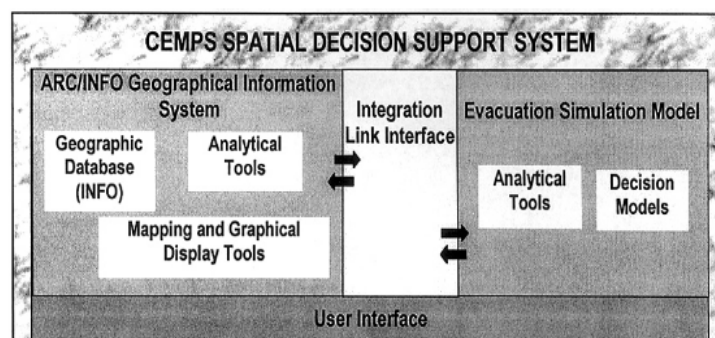 CEMPS SPATIAL DECISION SUPPORT SYSTEM
ARC/INFO Geographical Information
System
Geographic
Database
(INFO)
Analytical
Tools
Mapping and Graphical
Display Tools
Integration
Link Interface
Evacuation Simulation Model
Analytical
Tools
Decision
Models
User Interface